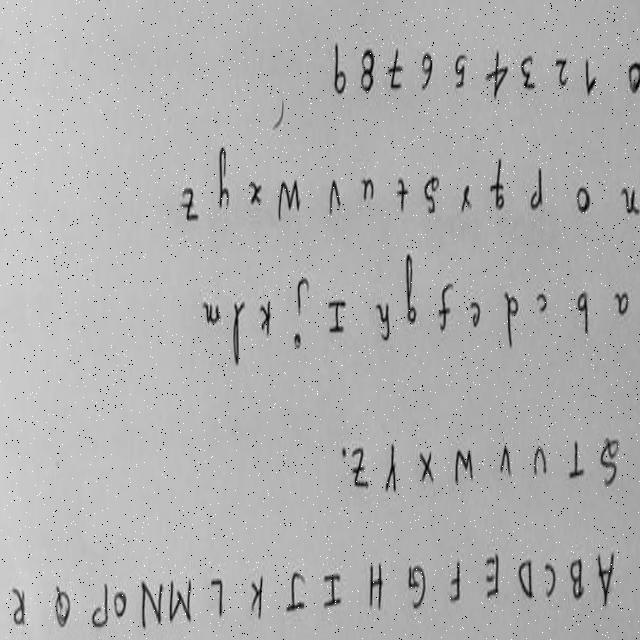 A B C D E F G H I J K L M N O P Q R
S T U V W X Y Z.
a b c d e f g h I j k l m
n o p q r s t u v w x y z
0 1 2 3 4 5 6 7 8 9